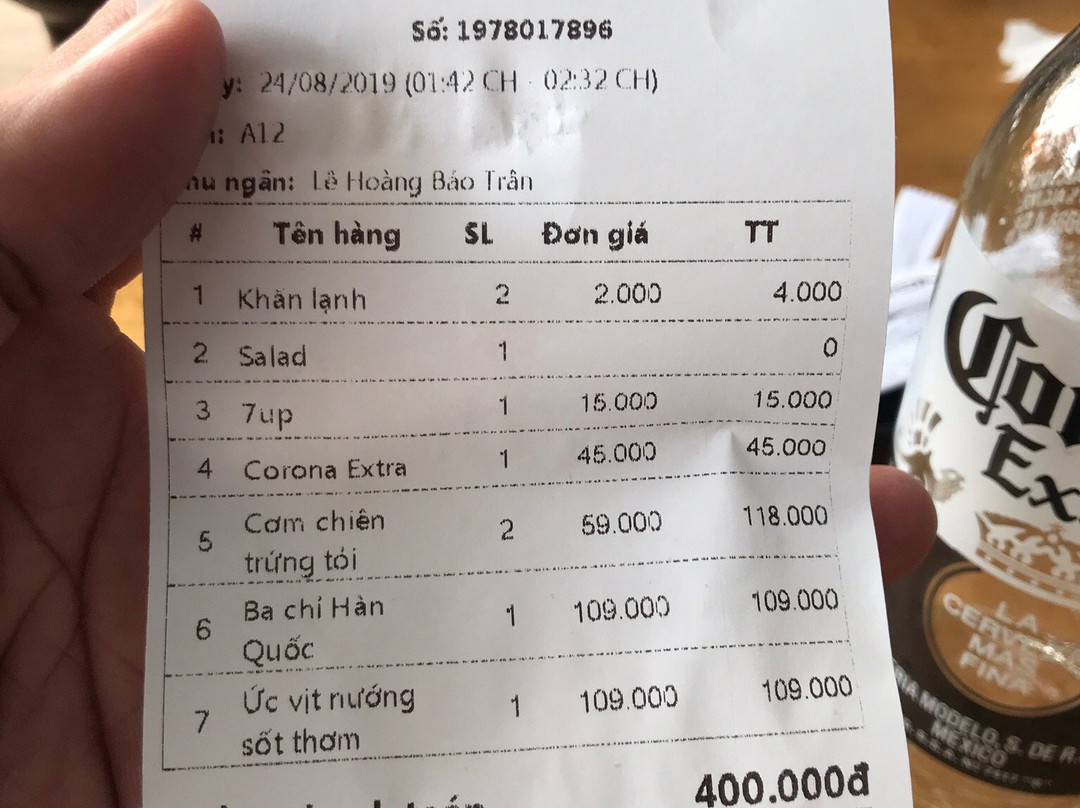 Số: 1978017896
24/08/2019 (01:42 CH - 02:32 CH)
A12
ngân: Lê Hoàng Bảo Trân
# Tên hàng SL Đơn giá TT
1 Khăn lạnh 2 2.000 4.000
2 Salad 1 0
3 7up 1 15.000 15.000
4 Corona Extra 1 45.000 45.000
5 Cơm chiên 2 59.000 118.000
trứng tỏi
6 Ba chỉ Hàn 1 109.000 109.000
Quốc
7 Ức vịt nướng 1 109.000 109.000
sốt thơm
400.000đ
LA
CERVEZA
MAS
FINA
MODELO, S. DE R.
MEXICO